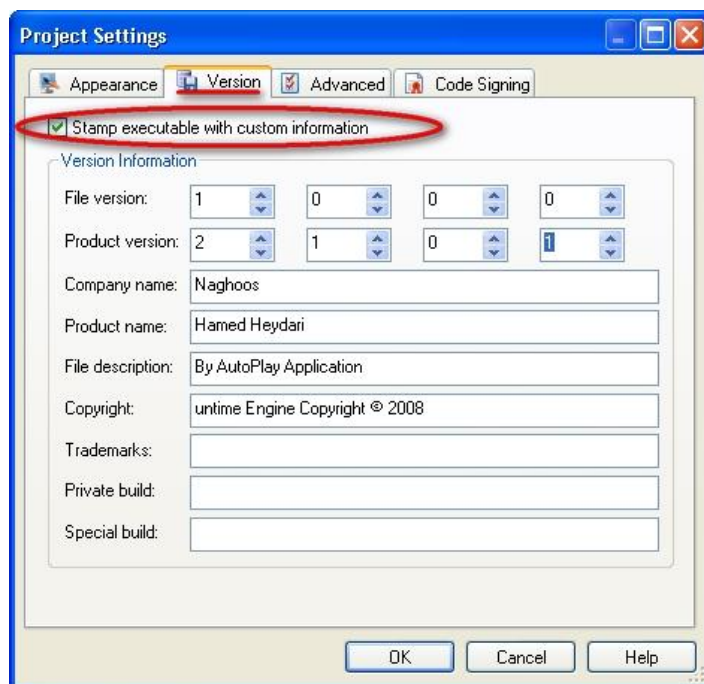 Project Settings
Appearance Version Advanced Code Signing
Stamp executable with custom information
Version Information
File version: 1 0 0 0
Product version: 2 1 0 1
Company name: Naghoos
Product name: Hamed Heydari
File description: By AutoPlay Application
Copyright: untime Engine Copyright © 2008
Trademarks:
Private build:
Special build:
OK Cancel Help